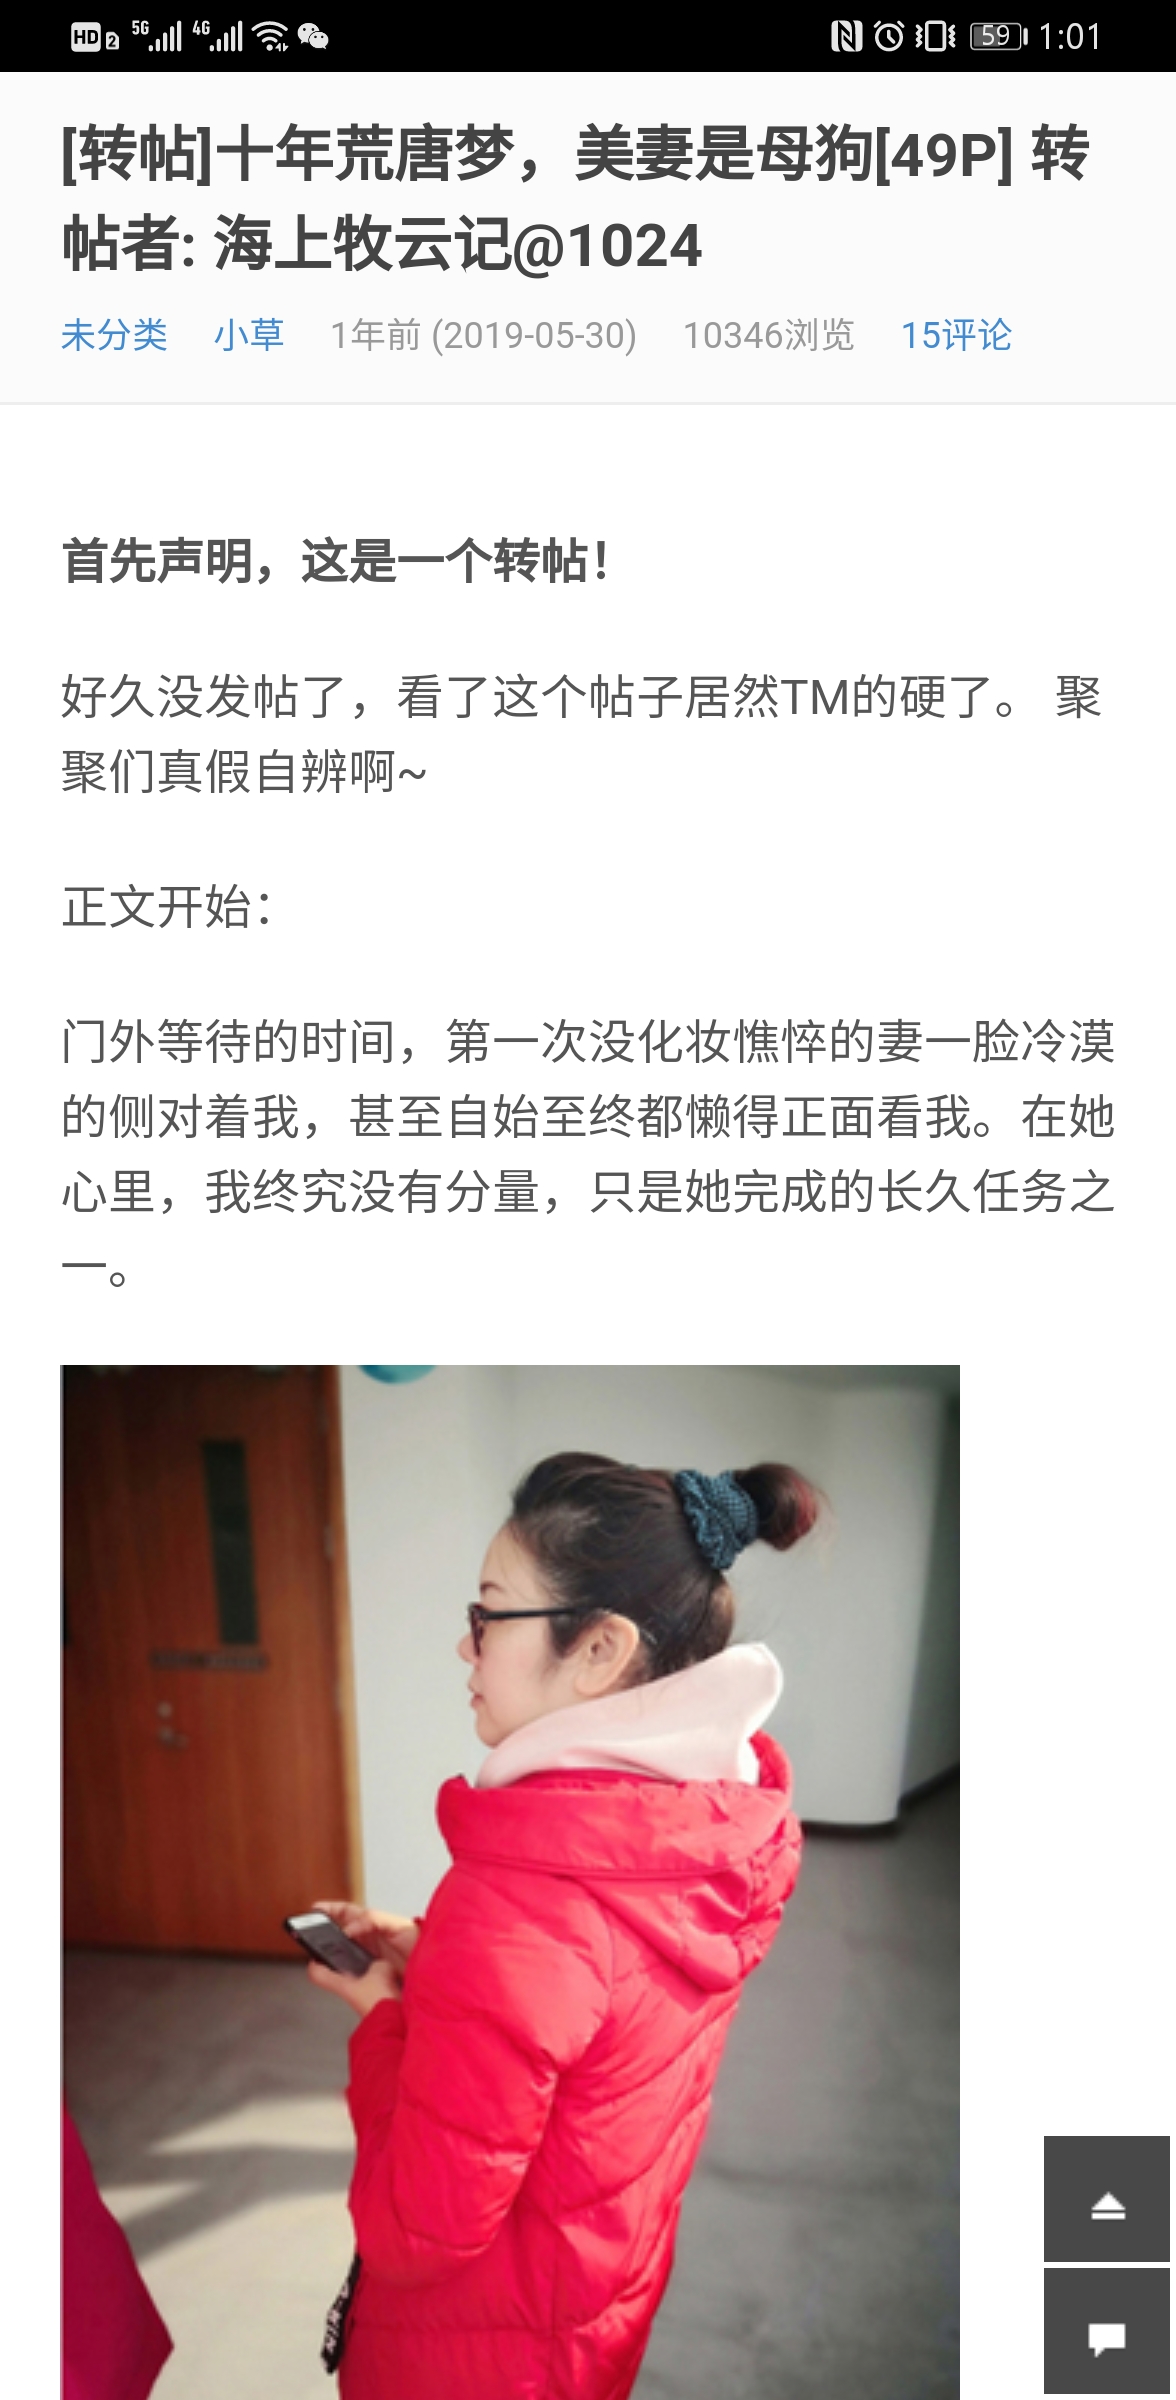 HD 2 5G 4G 59 1:01
[转帖]十年荒唐梦，美妻是母狗[49P] 转
帖者: 海上牧云记@1024
未分类 小草 1年前 (2019-05-30) 10346浏览 15评论
首先声明，这是一个转帖！
好久没发帖了，看了这个帖子居然TM的硬了。 聚
聚们真假自辨啊~
正文开始：
门外等待的时间，第一次没化妆憔悴的妻一脸冷漠
的侧对着我，甚至自始至终都懒得正面看我。在她
心里，我终究没有分量，只是她完成的长久任务之
一。